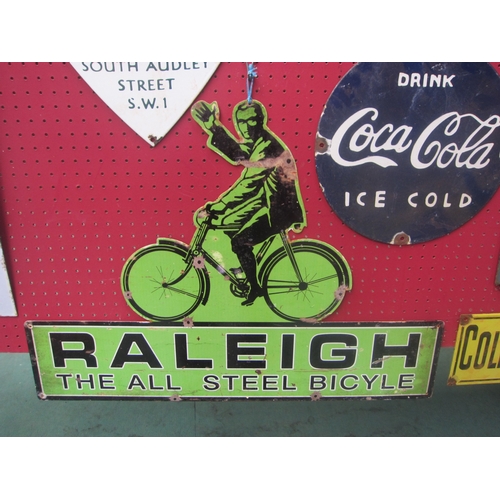 SOUTH AUDLEY
STREET
S.W.1
DRINK
Coca Cola
ICE COLD
RALEIGH
THE ALL STEEL BICYLE